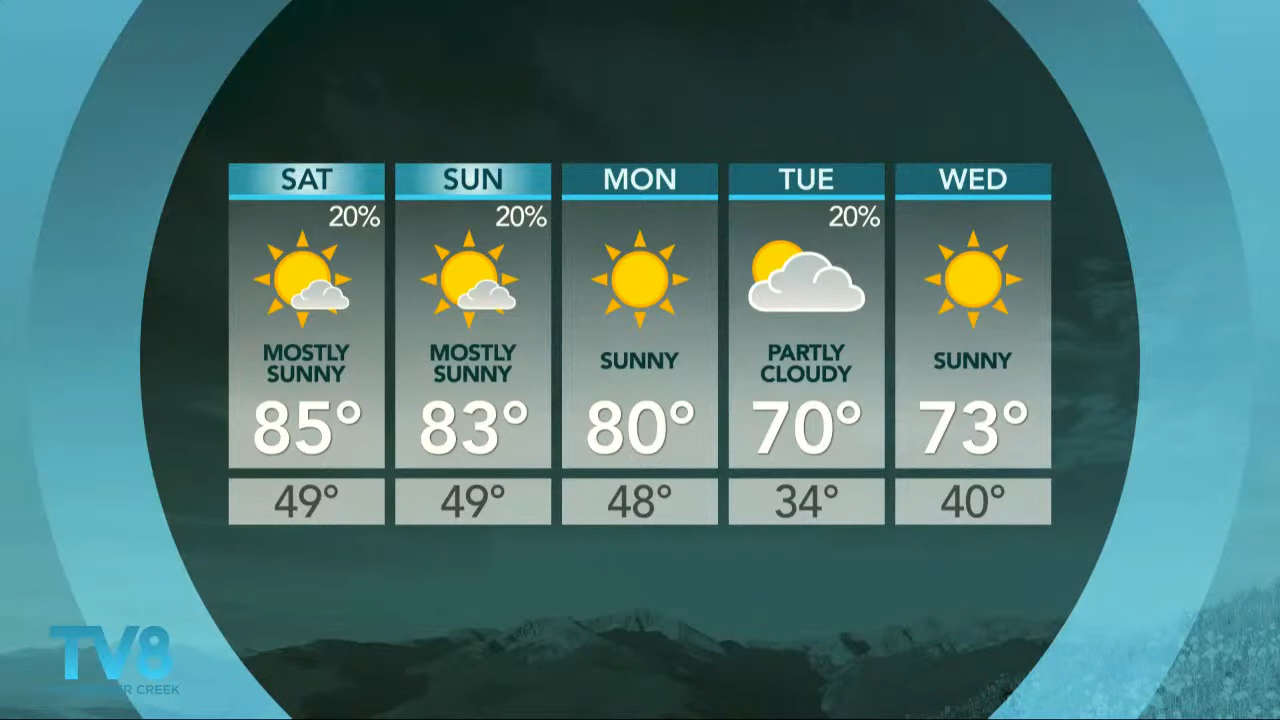 SAT SUN MON TUE WED
20% 20% 20%
MOSTLY SUNNY MOSTLY SUNNY SUNNY PARTLY CLOUDY SUNNY
85° 83° 80° 70° 73°
49° 49° 48° 34° 40°
TV8
CREEK